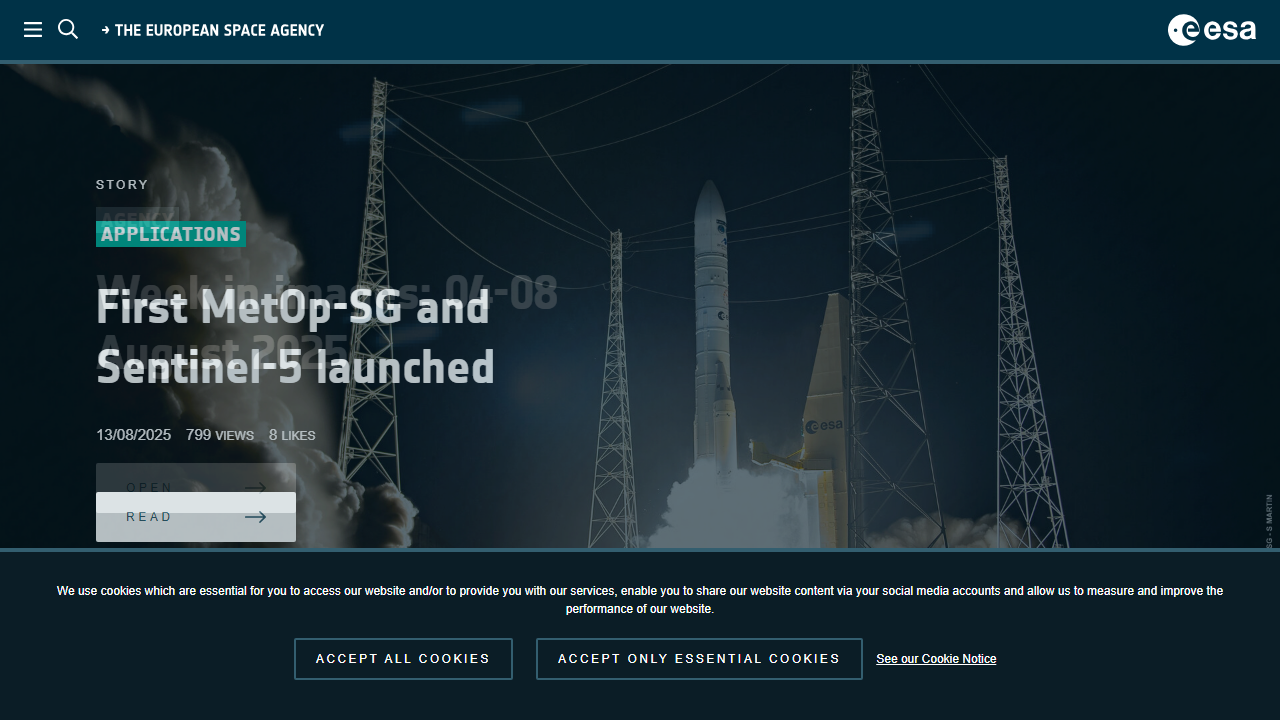 → THE EUROPEAN SPACE AGENCY
esa
STORY
AGENCY
APPLICATIONS
Week in images: 04-08
August 2025
First MetOp-SG and
Sentinel-5 launched
13/08/2025 799 VIEWS 8 LIKES
OPEN
READ
esa
SG - S MARTIN
We use cookies which are essential for you to access our website and/or to provide you with our services, enable you to share our website content via your social media accounts and allow us to measure and improve the
performance of our website.
ACCEPT ALL COOKIES
ACCEPT ONLY ESSENTIAL COOKIES
See our Cookie Notice